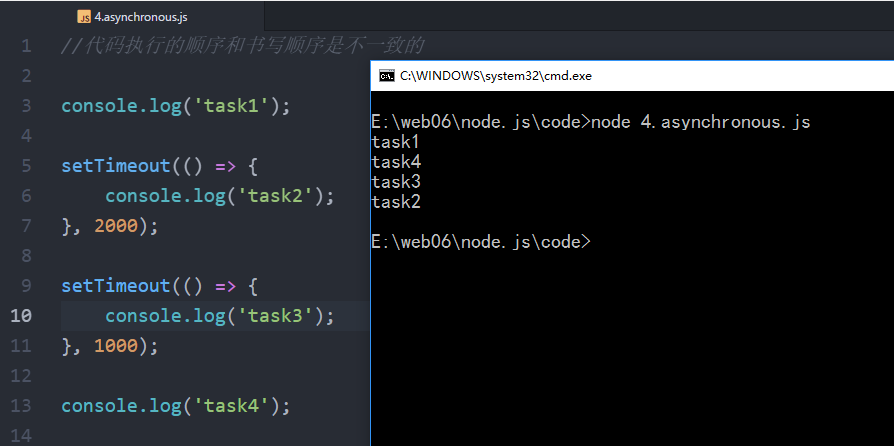 4.asynchronous.js
1 //代码执行的顺序和书写顺序是不一致的
2
3 console.log('task1');
4
5 setTimeout(() => {
6     console.log('task2');
7 }, 2000);
8
9 setTimeout(() => {
10     console.log('task3');
11 }, 1000);
12
13 console.log('task4');
14
C:\WINDOWS\system32\cmd.exe
E:\web06\node.js\code>node 4.asynchronous.js
task1
task4
task3
task2
E:\web06\node.js\code>